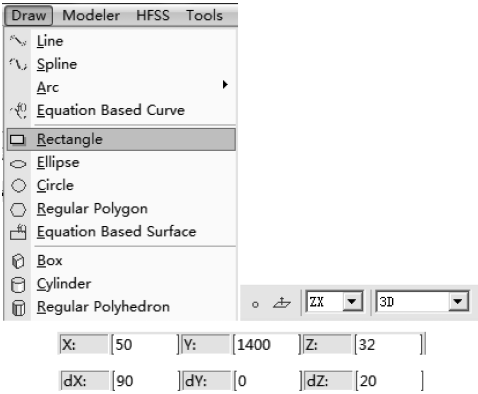 Draw Modeler HFSS Tools
Line
Spline
Arc
Equation Based Curve
Rectangle
Ellipse
Circle
Regular Polygon
Equation Based Surface
Box
Cylinder
Regular Polyhedron
ZX 3D
X: 50 Y: 1400 Z: 32
dX: 90 dY: 0 dZ: 20